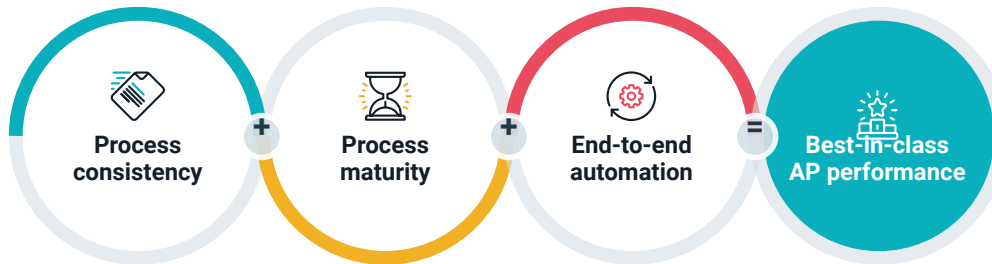 Process
consistency
+
Process
maturity
+
End-to-end
automation
=
Best-in-class
AP performance